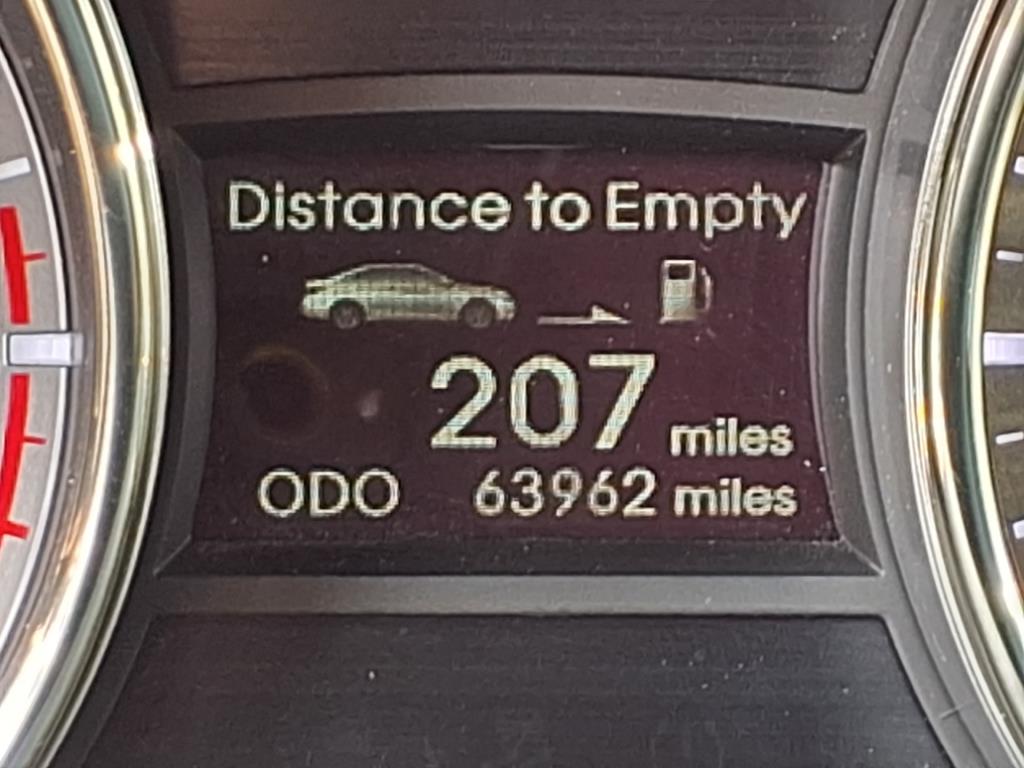 Distance to Empty
207 miles
ODO 63962 miles